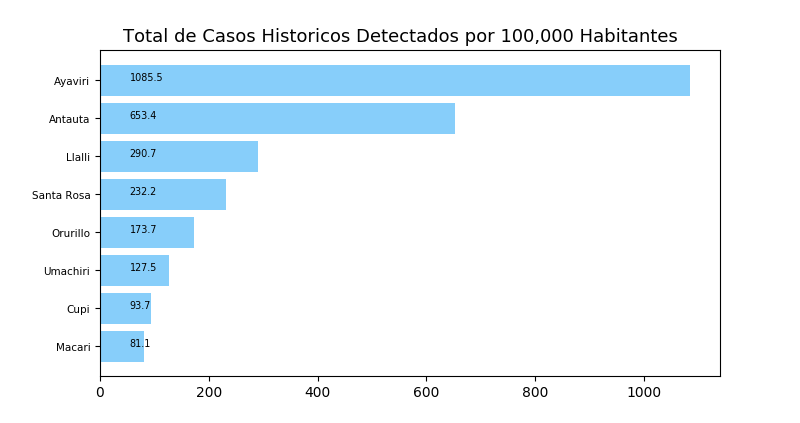 Total de Casos Historicos Detectados por 100,000 Habitantes
Ayaviri 1085.5
Antauta 653.4
Llalli 290.7
Santa Rosa 232.2
Orurillo 173.7
Umachiri 127.5
Cupi 93.7
Macari 81.1
0 200 400 600 800 1000